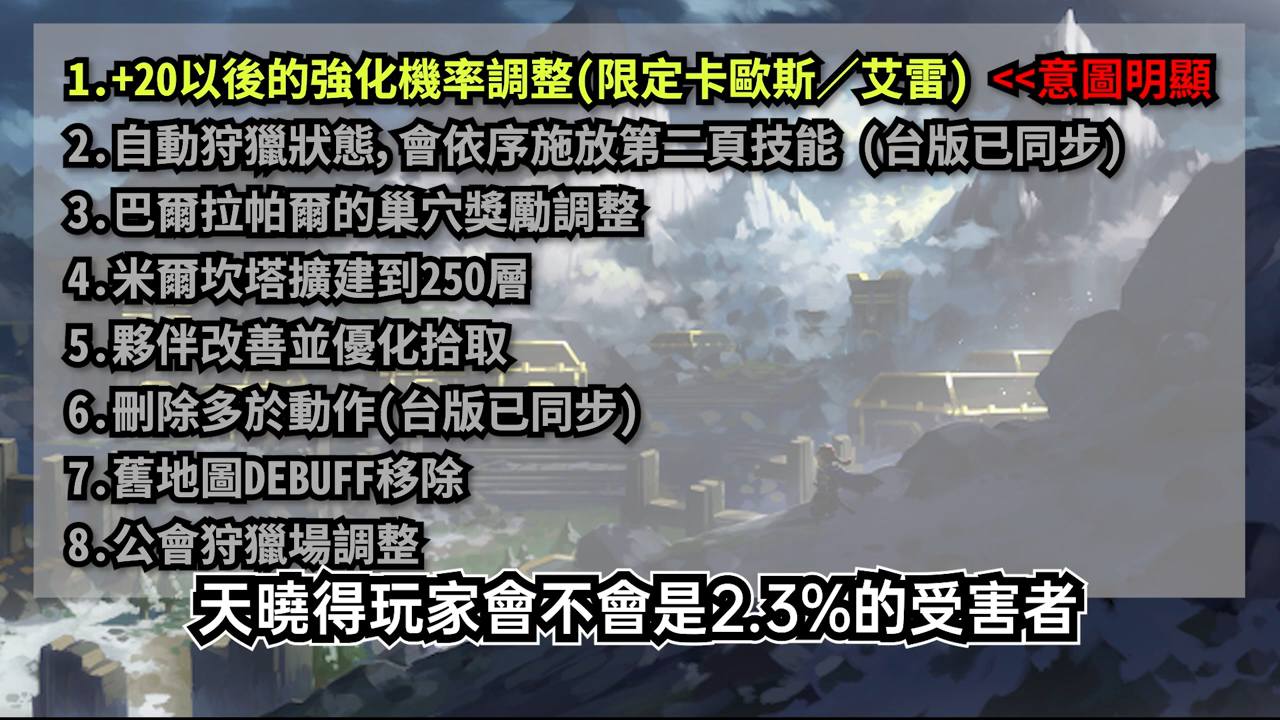 1.+20以後的強化機率調整(限定卡歐斯／艾雷) <<意圖明顯
2.自動狩獵狀態,會依序施放第二頁技能 (台版已同步)
3.巴爾拉帕爾的巢穴獎勵調整
4.米爾坎塔擴建到250層
5.夥伴改善並優化拾取
6.刪除多於動作(台版已同步)
7.舊地圖DEBUFF移除
8.公會狩獵場調整
天曉得玩家會不會是2.3%的受害者